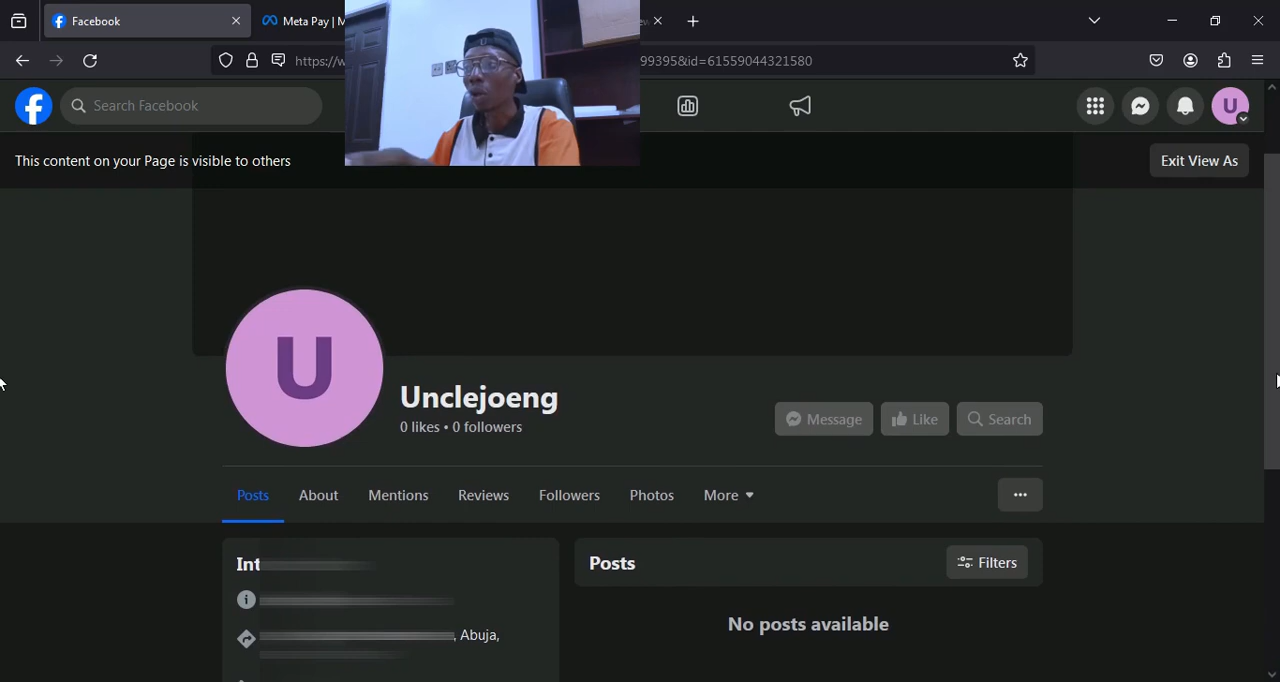 Facebook
Meta Pay | M
https://w
99395&id=61559044321580
Search Facebook
U
This content on your Page is visible to others
Exit View As
U
Unclejoeng
0 likes • 0 followers
Message
Like
Search
Posts
About
Mentions
Reviews
Followers
Photos
More
Int
Posts
Filters
No posts available
, Abuja,